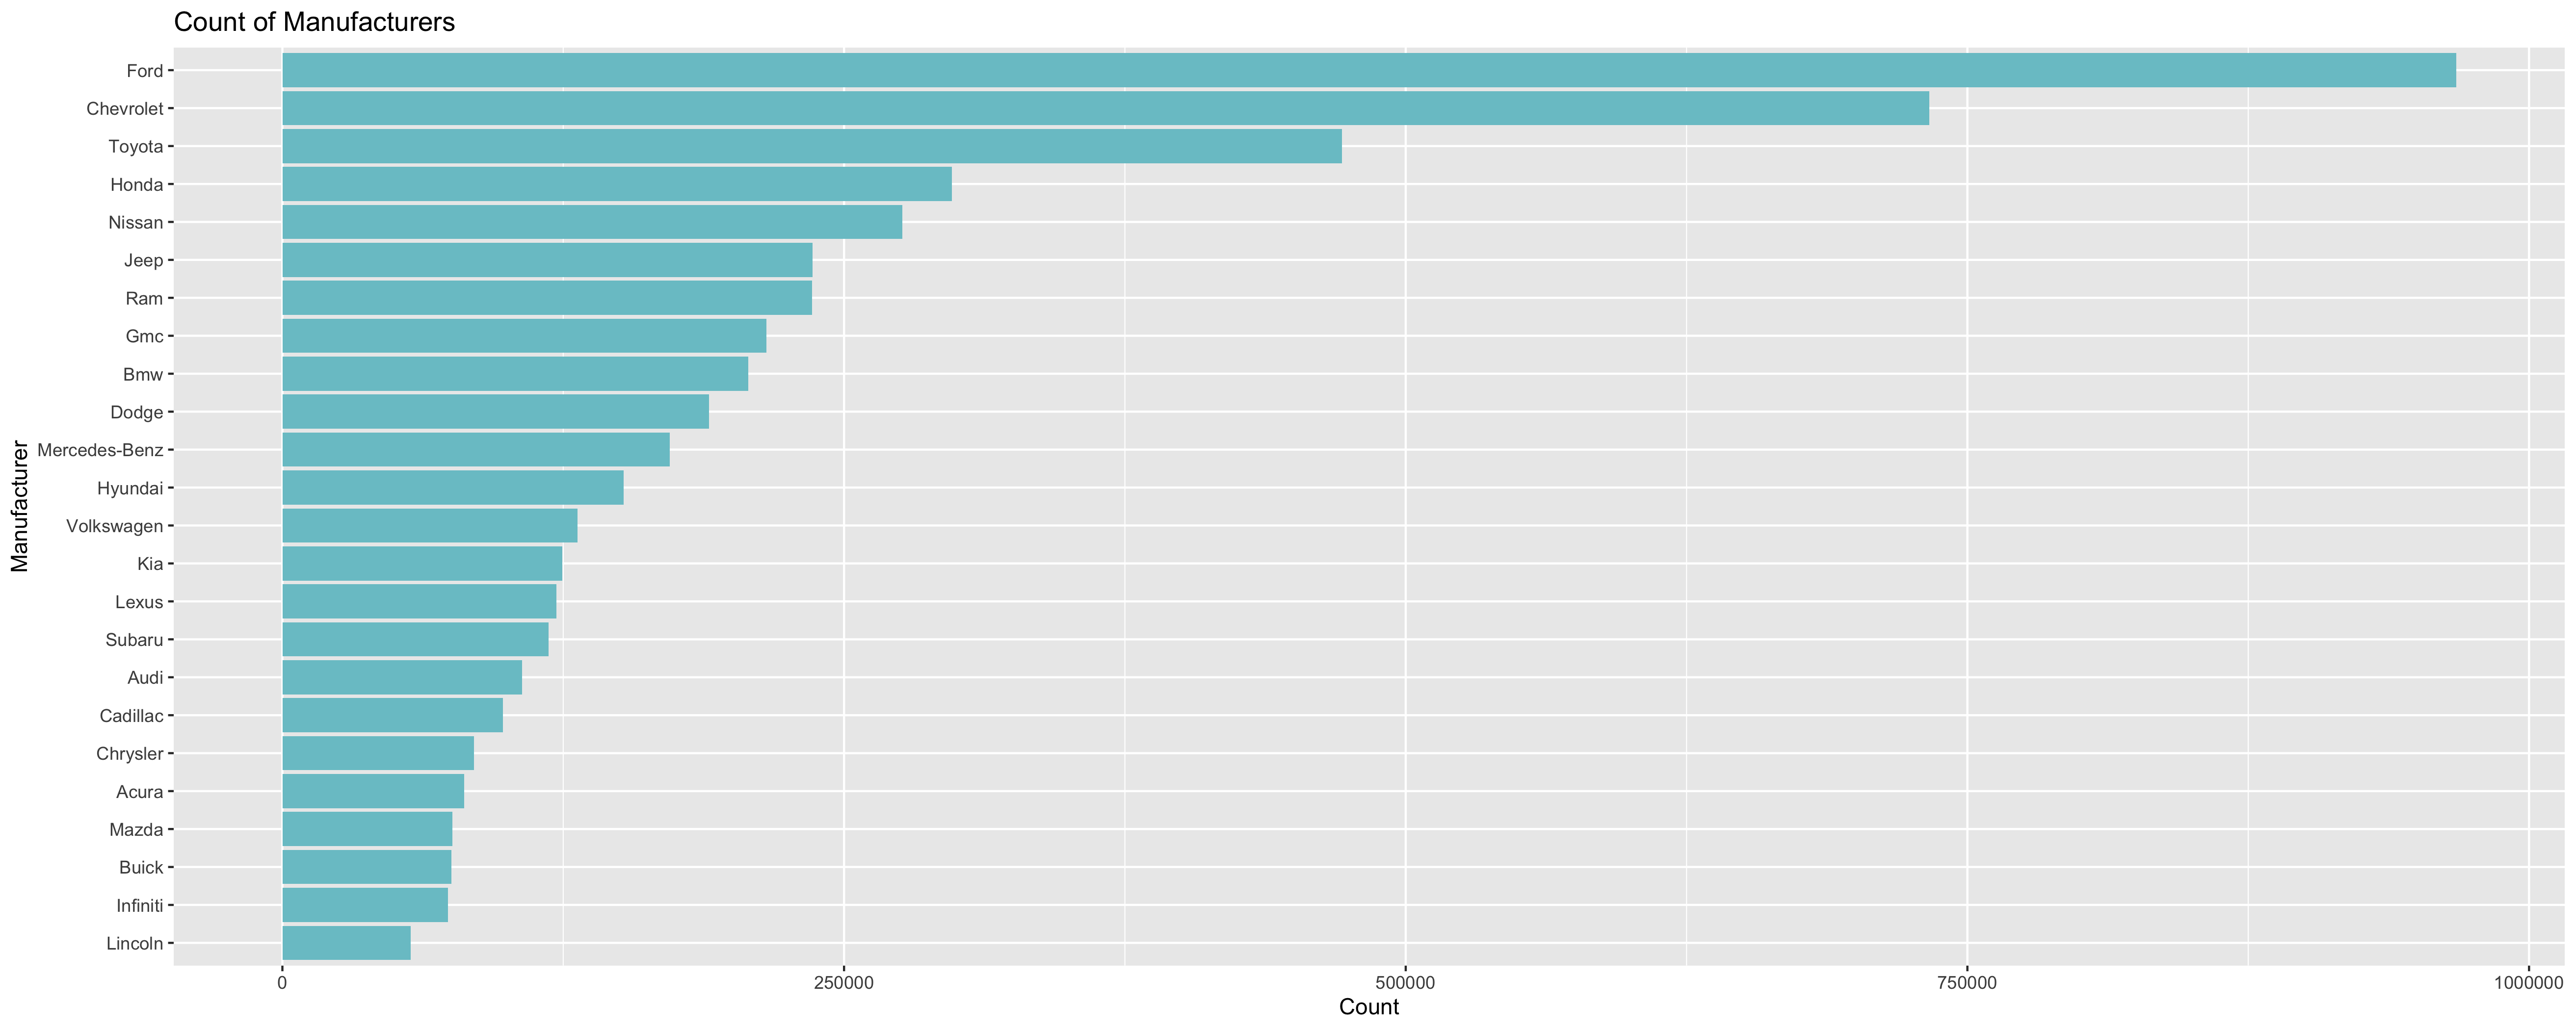 Count of Manufacturers
Ford
Chevrolet
Toyota
Honda
Nissan
Jeep
Ram
Gmc
Bmw
Dodge
Mercedes-Benz
Hyundai
Volkswagen
Kia
Lexus
Subaru
Audi
Cadillac
Chrysler
Acura
Mazda
Buick
Infiniti
Lincoln
Manufacturer
0 250000 500000 750000 1000000
Count